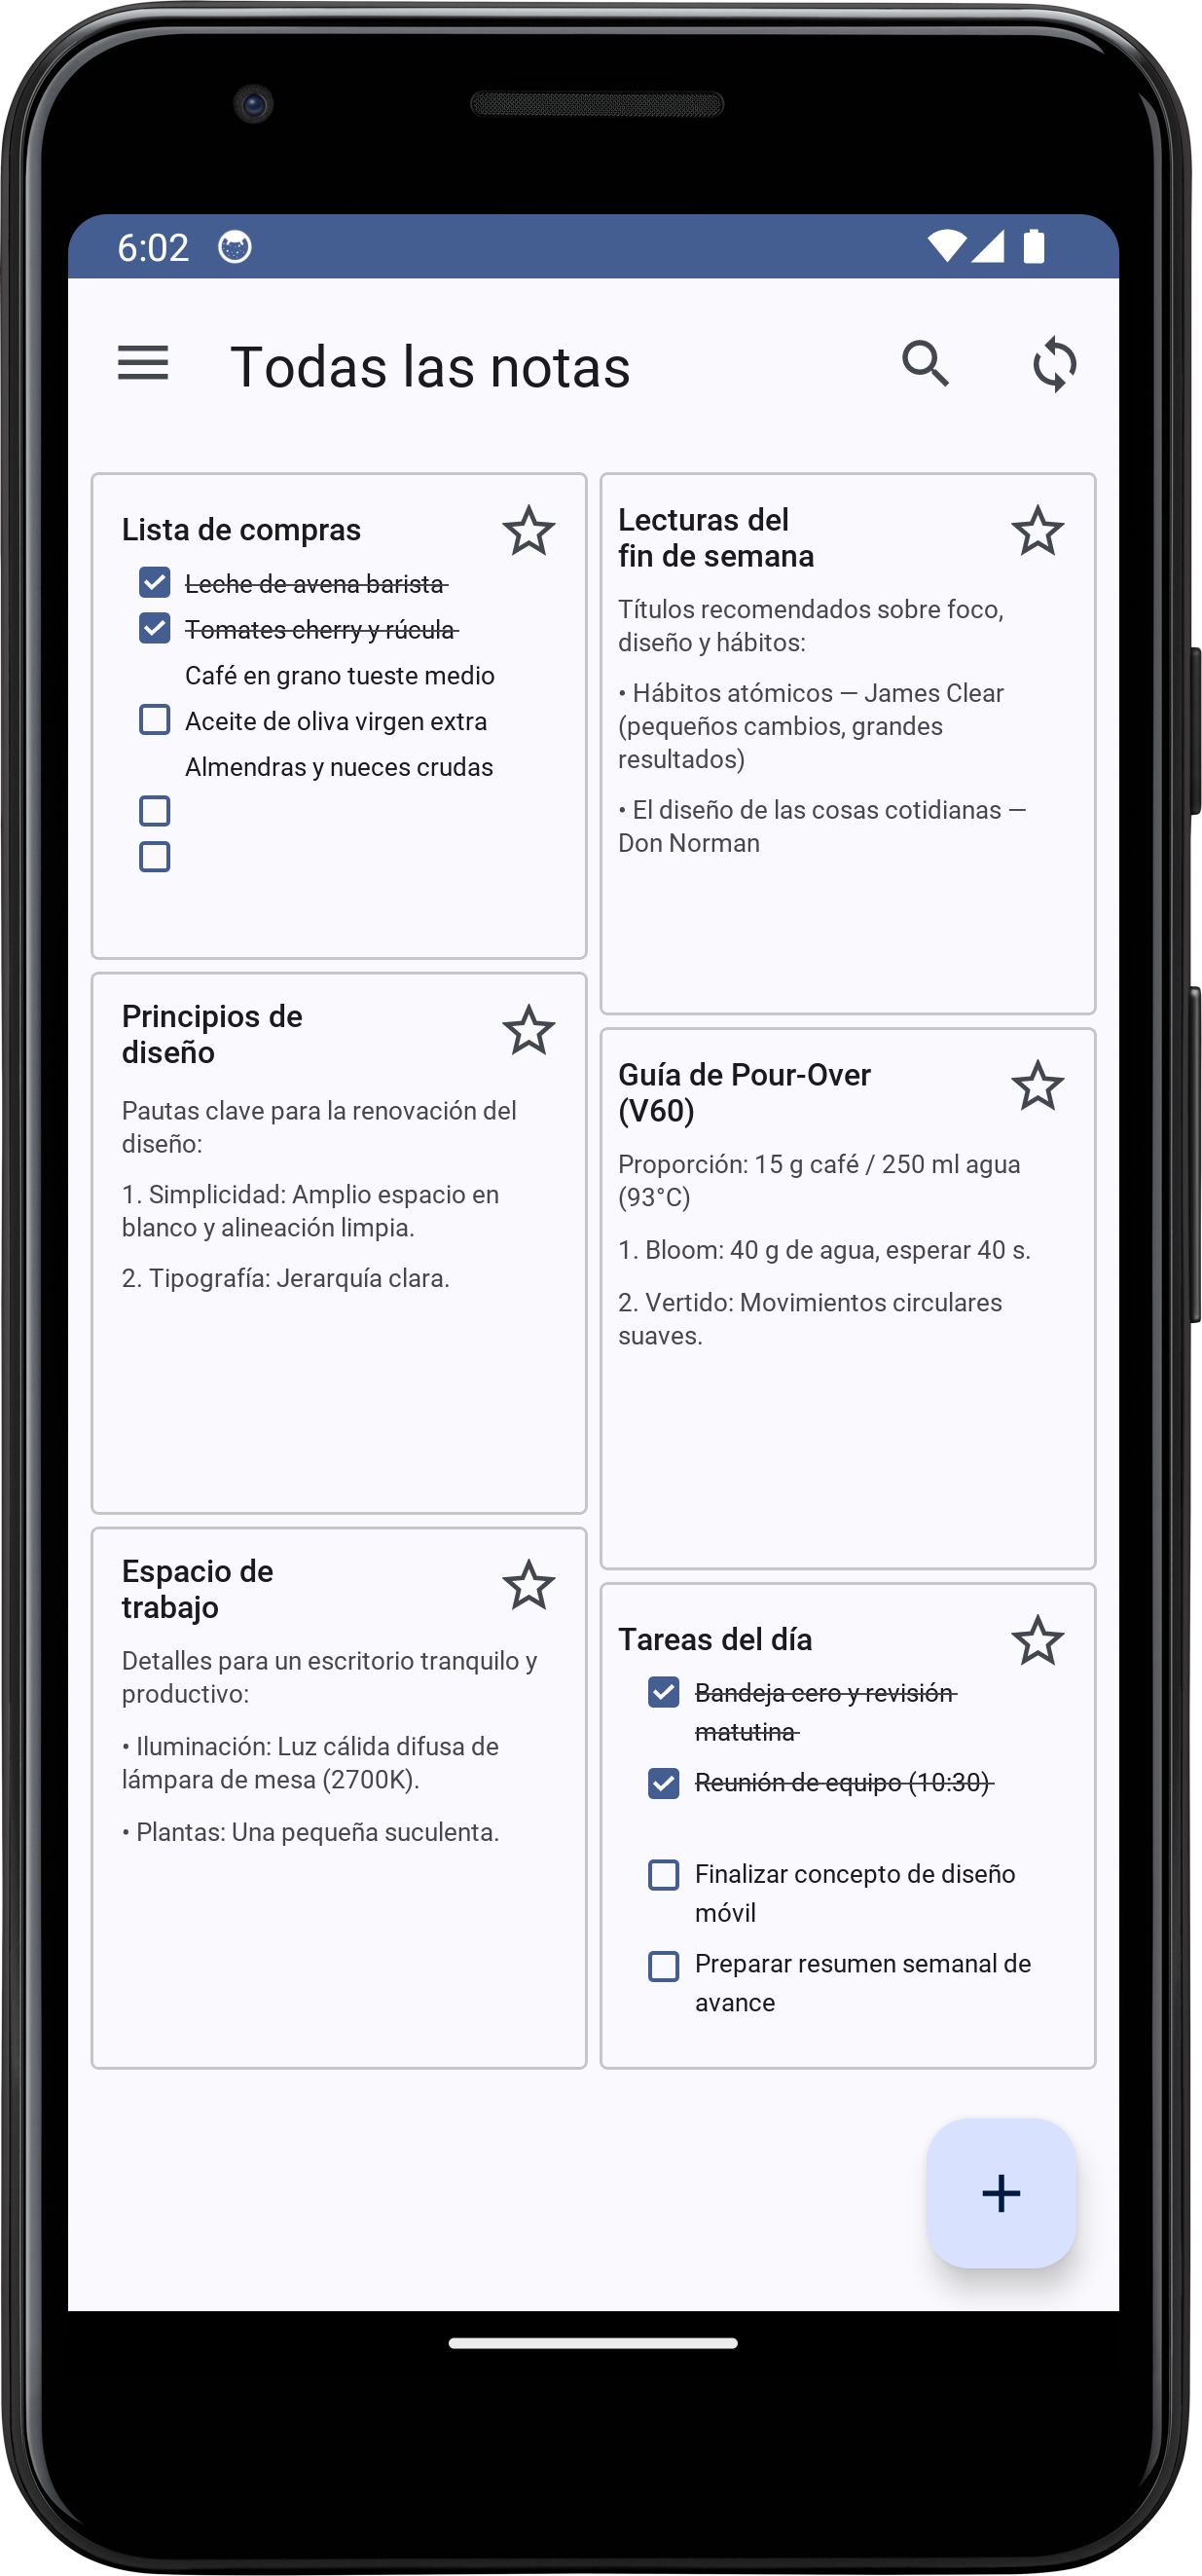 6:02
Todas las notas
Lista de compras
Leche de avena barista
Tomates cherry y rúcula
Café en grano tueste medio
Aceite de oliva virgen extra
Almendras y nueces crudas
Lecturas del
fin de semana
Títulos recomendados sobre foco,
diseño y hábitos:
• Hábitos atómicos — James Clear
(pequeños cambios, grandes
resultados)
• El diseño de las cosas cotidianas —
Don Norman
Principios de
diseño
Pautas clave para la renovación del
diseño:
1. Simplicidad: Amplio espacio en
blanco y alineación limpia.
2. Tipografía: Jerarquía clara.
Guía de Pour-Over
(V60)
Proporción: 15 g café / 250 ml agua
(93°C)
1. Bloom: 40 g de agua, esperar 40 s.
2. Vertido: Movimientos circulares
suaves.
Espacio de
trabajo
Detalles para un escritorio tranquilo y
productivo:
• Iluminación: Luz cálida difusa de
lámpara de mesa (2700K).
• Plantas: Una pequeña suculenta.
Tareas del día
Bandeja cero y revisión
matutina
Reunión de equipo (10:30)
Finalizar concepto de diseño
móvil
Preparar resumen semanal de
avance